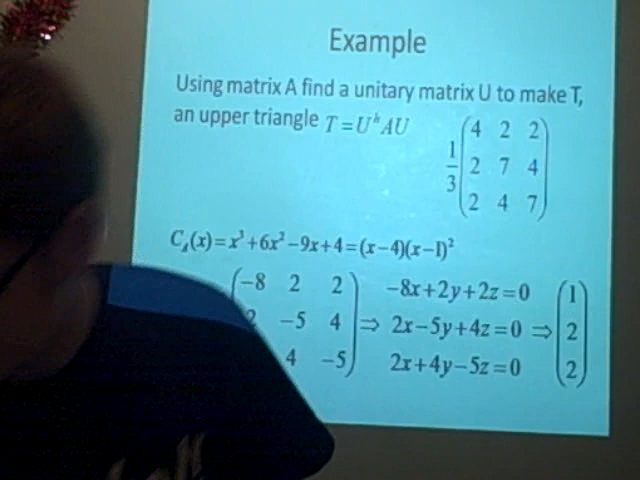 Example
Using matrix A find a unitary matrix U to make T,
an upper triangle T=UʰAU
1/3 (4 2 2
2 7 4
2 4 7)
C_A(x)=x³+6x²−9x+4=(x−4)(x−1)²
(−8 2 2
2 −5 4
4 −5) ⇒ −8x+2y+2z=0
2x−5y+4z=0
2x+4y−5z=0 ⇒ (1
2
2)